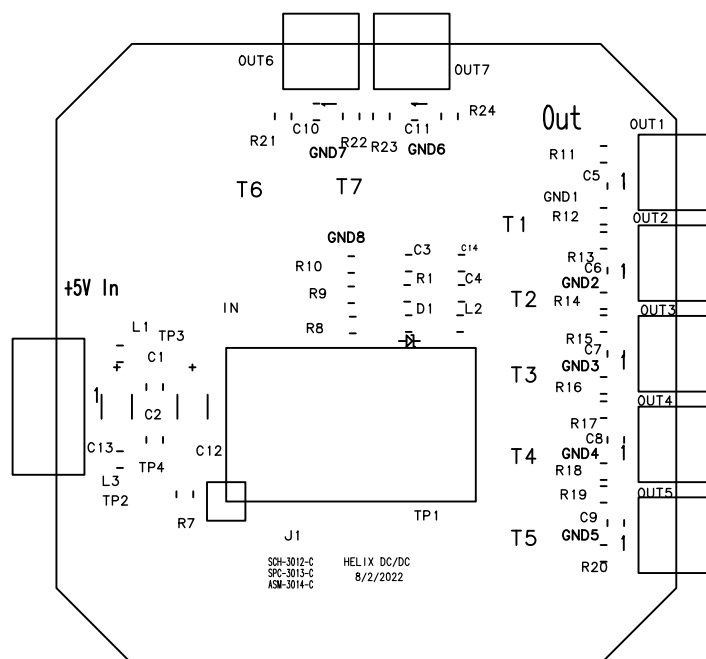 OUT6
OUT7
R21
C10
R22
R23
C11
R24
GND7
GND6
Out
OUT1
R11
C5
1
GND1
R12
T6
T7
T1
OUT2
GND8
C3
C14
R13
C6
1
GND2
R10
R1
C4
+5V In
R9
T2
R14
IN
D1
L2
OUT3
L1
TP3
R8
R15
C7
1
GND3
C1
+
+
T3
R16
1
OUT4
C2
R17
C8
1
GND4
C13
C12
T4
TP4
R18
L3
TP2
R19
OUT5
R7
TP1
C9
1
GND5
J1
T5
R20
SCH-3012-C
SPC-3013-C
ASM-3014-C
HELIX DC/DC
8/2/2022